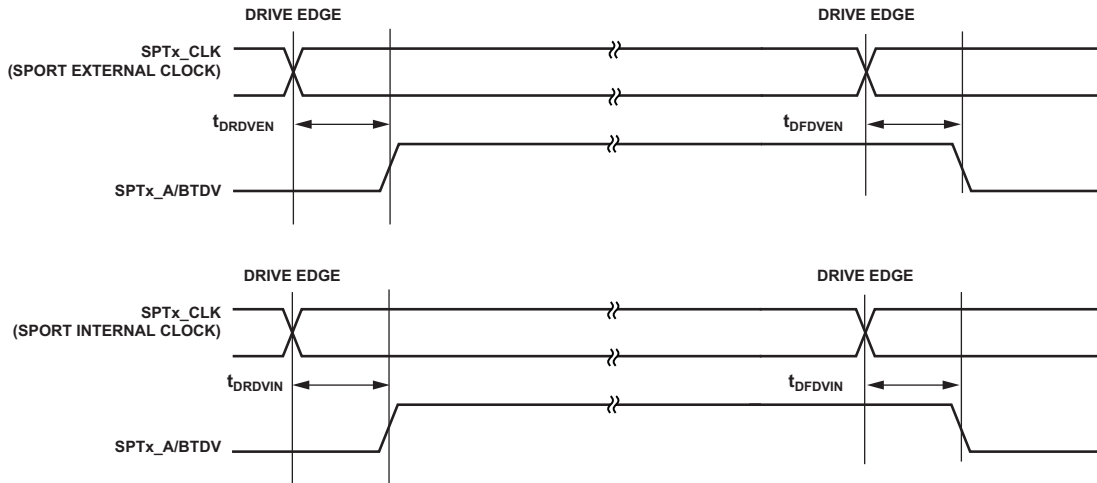 DRIVE EDGE DRIVE EDGE
SPTx_CLK
(SPORT EXTERNAL CLOCK)
tDRDVEN tDFDVEN
SPTx_A/BTDV
DRIVE EDGE DRIVE EDGE
SPTx_CLK
(SPORT INTERNAL CLOCK)
tDRDVIN tDFDVIN
SPTx_A/BTDV